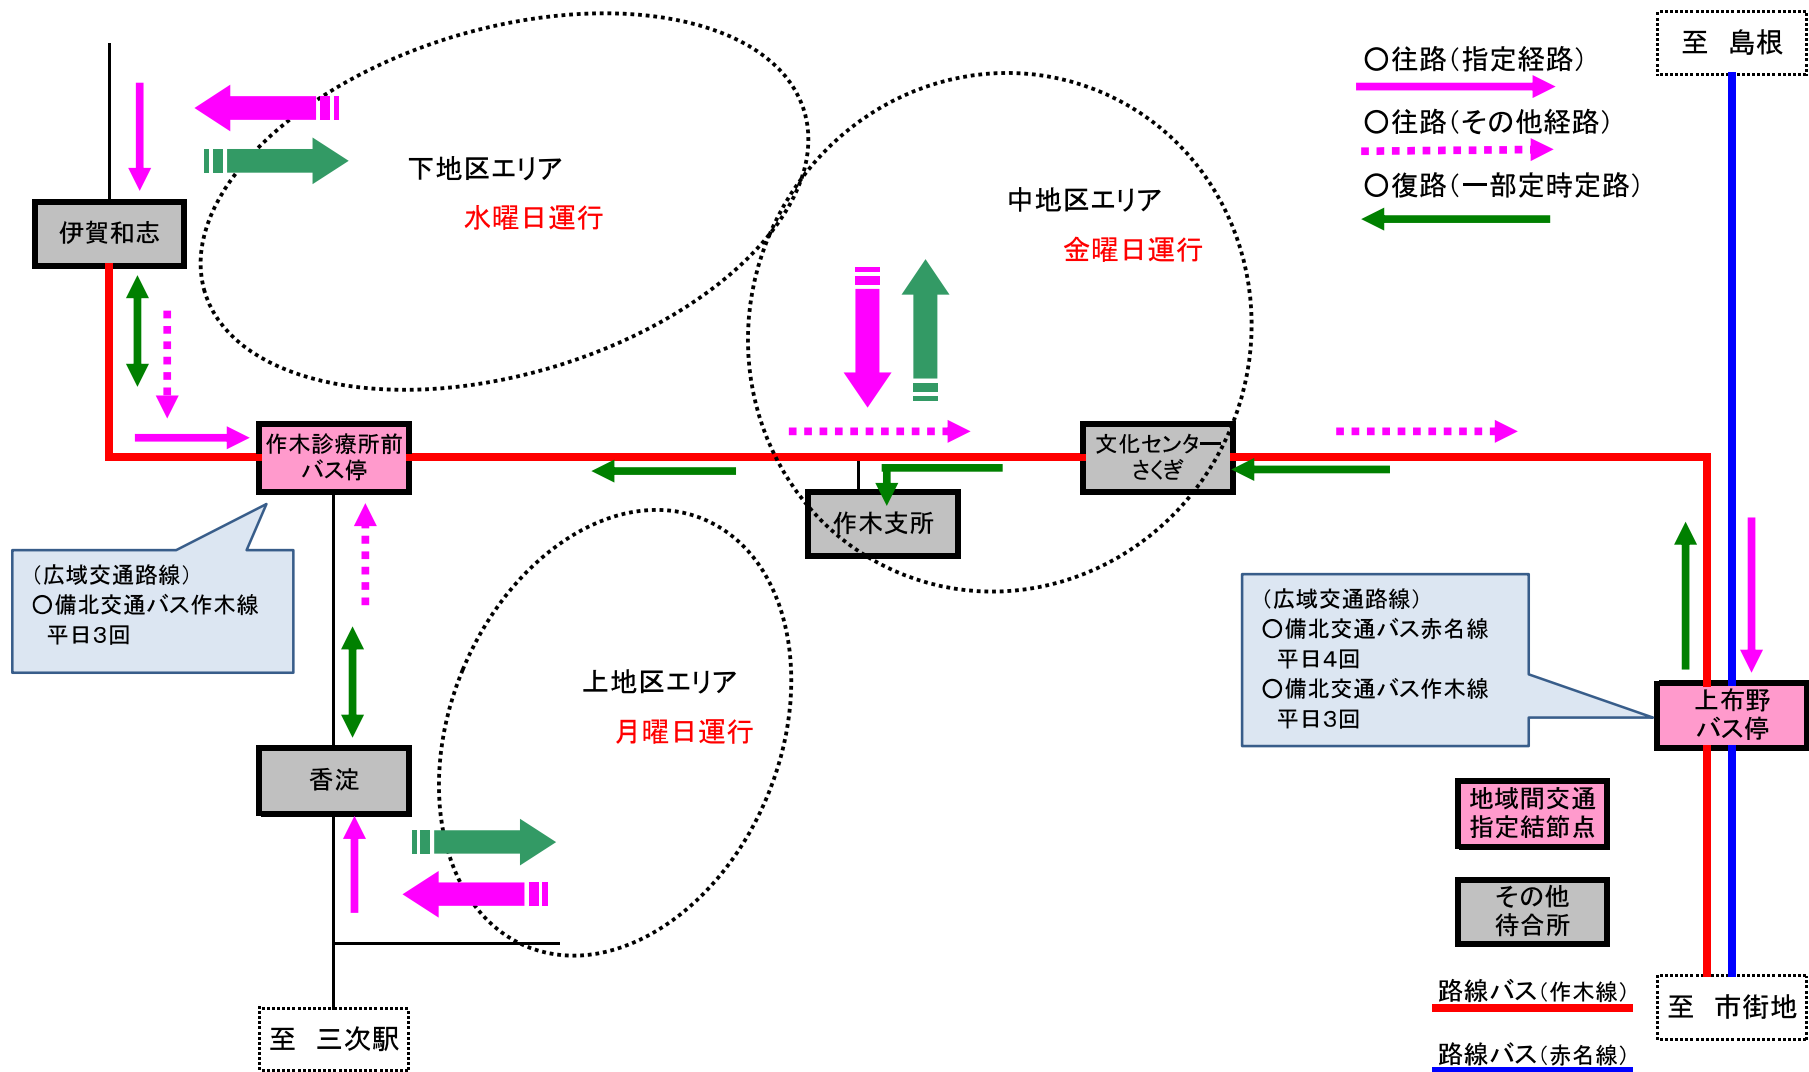 至 島根
○往路（指定経路）
○往路（その他経路）
○復路（一部定時定路）
下地区エリア
水曜日運行
中地区エリア
金曜日運行
伊賀和志
作木診療所前
バス停
文化センター
さくぎ
作木支所
（広域交通路線）
○備北交通バス作木線
平日３回
（広域交通路線）
○備北交通バス赤名線
平日４回
○備北交通バス作木線
平日３回
上地区エリア
月曜日運行
上布野
バス停
香淀
地域間交通
指定結節点
その他
待合所
路線バス（作木線）
至 市街地
至 三次駅
路線バス（赤名線）